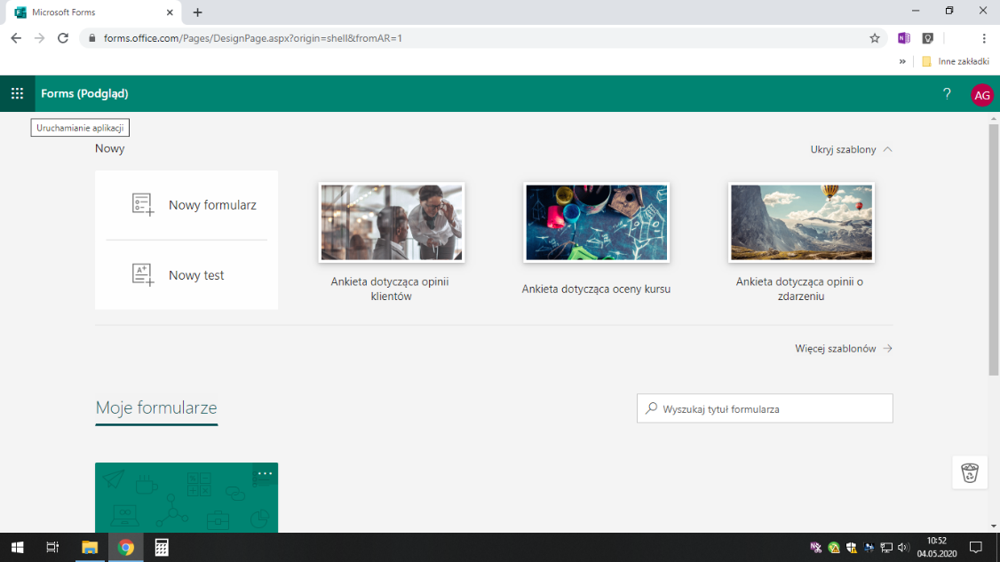 Microsoft Forms
forms.office.com/Pages/DesignPage.aspx?origin=shell&fromAR=1
» Inne zakładki
Forms (Podgląd)
? AG
Uruchamianie aplikacji
Nowy
Ukryj szablony
Nowy formularz
Nowy test
Ankieta dotycząca opinii
klientów
Ankieta dotycząca oceny kursu
Ankieta dotycząca opinii o
zdarzeniu
Więcej szablonów
Moje formularze
Wyszukaj tytuł formularza
10:52
04.05.2020